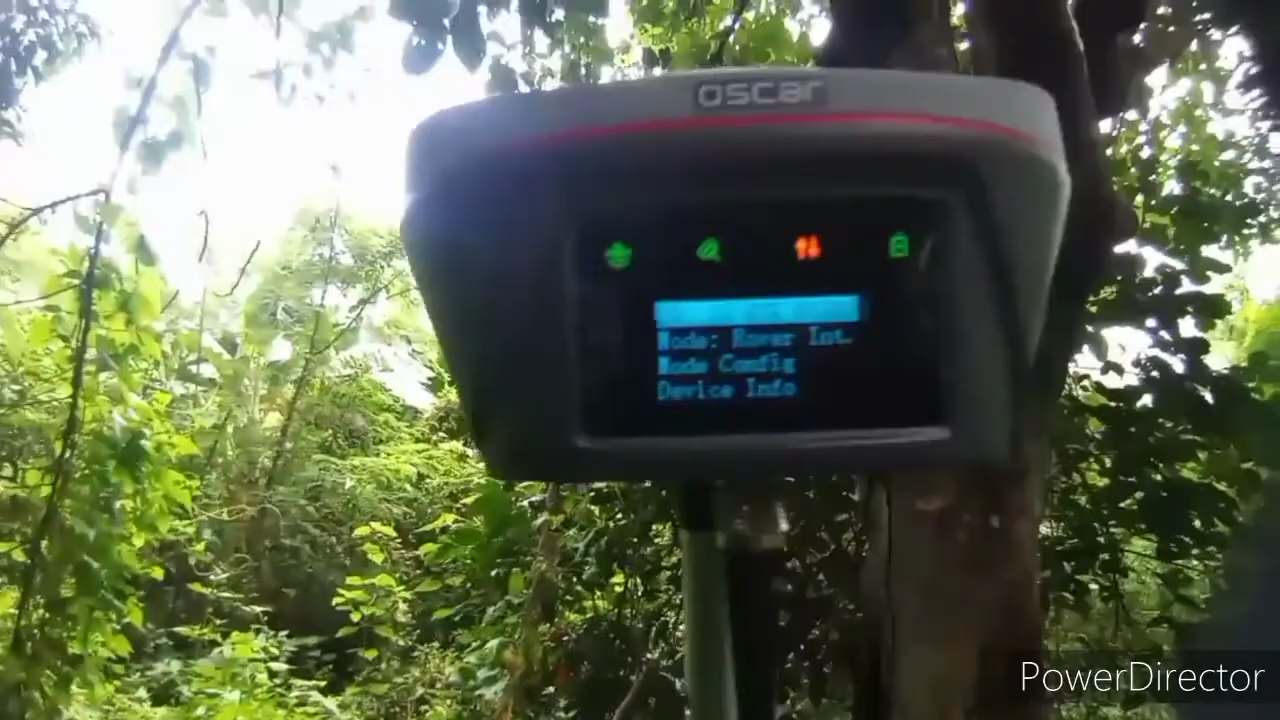 oscar
Mode: Rover Int…
Mode Config
Device Info
PowerDirector